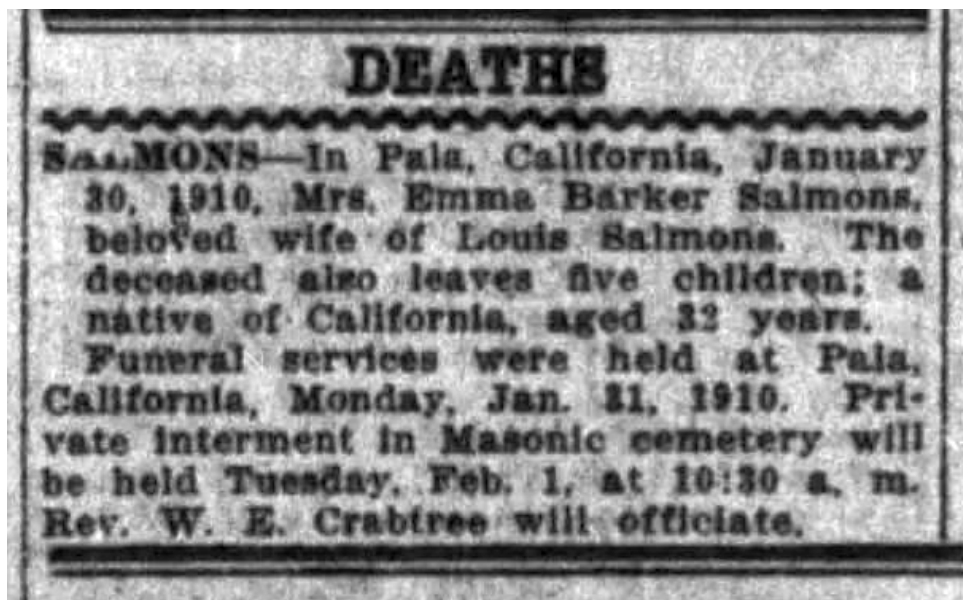 DEATHS
SALMONS—In Pala, California, January
30, 1910, Mrs. Emma Barker Salmons,
beloved wife of Louis Salmons. The
deceased also leaves five children; a
native of California, aged 32 years.
Funeral services were held at Pala,
California, Monday, Jan. 31, 1910. Pri-
vate interment in Masonic cemetery will
be held Tuesday, Feb. 1, at 10:30 a. m.
Rev. W. E. Crabtree will officiate.